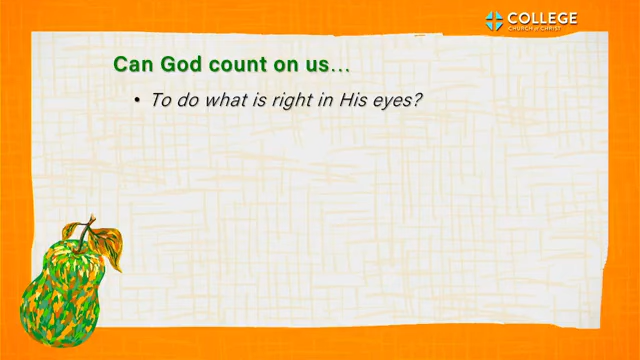 COLLEGE
CHURCH of CHRIST
Can God count on us...
• To do what is right in His eyes?